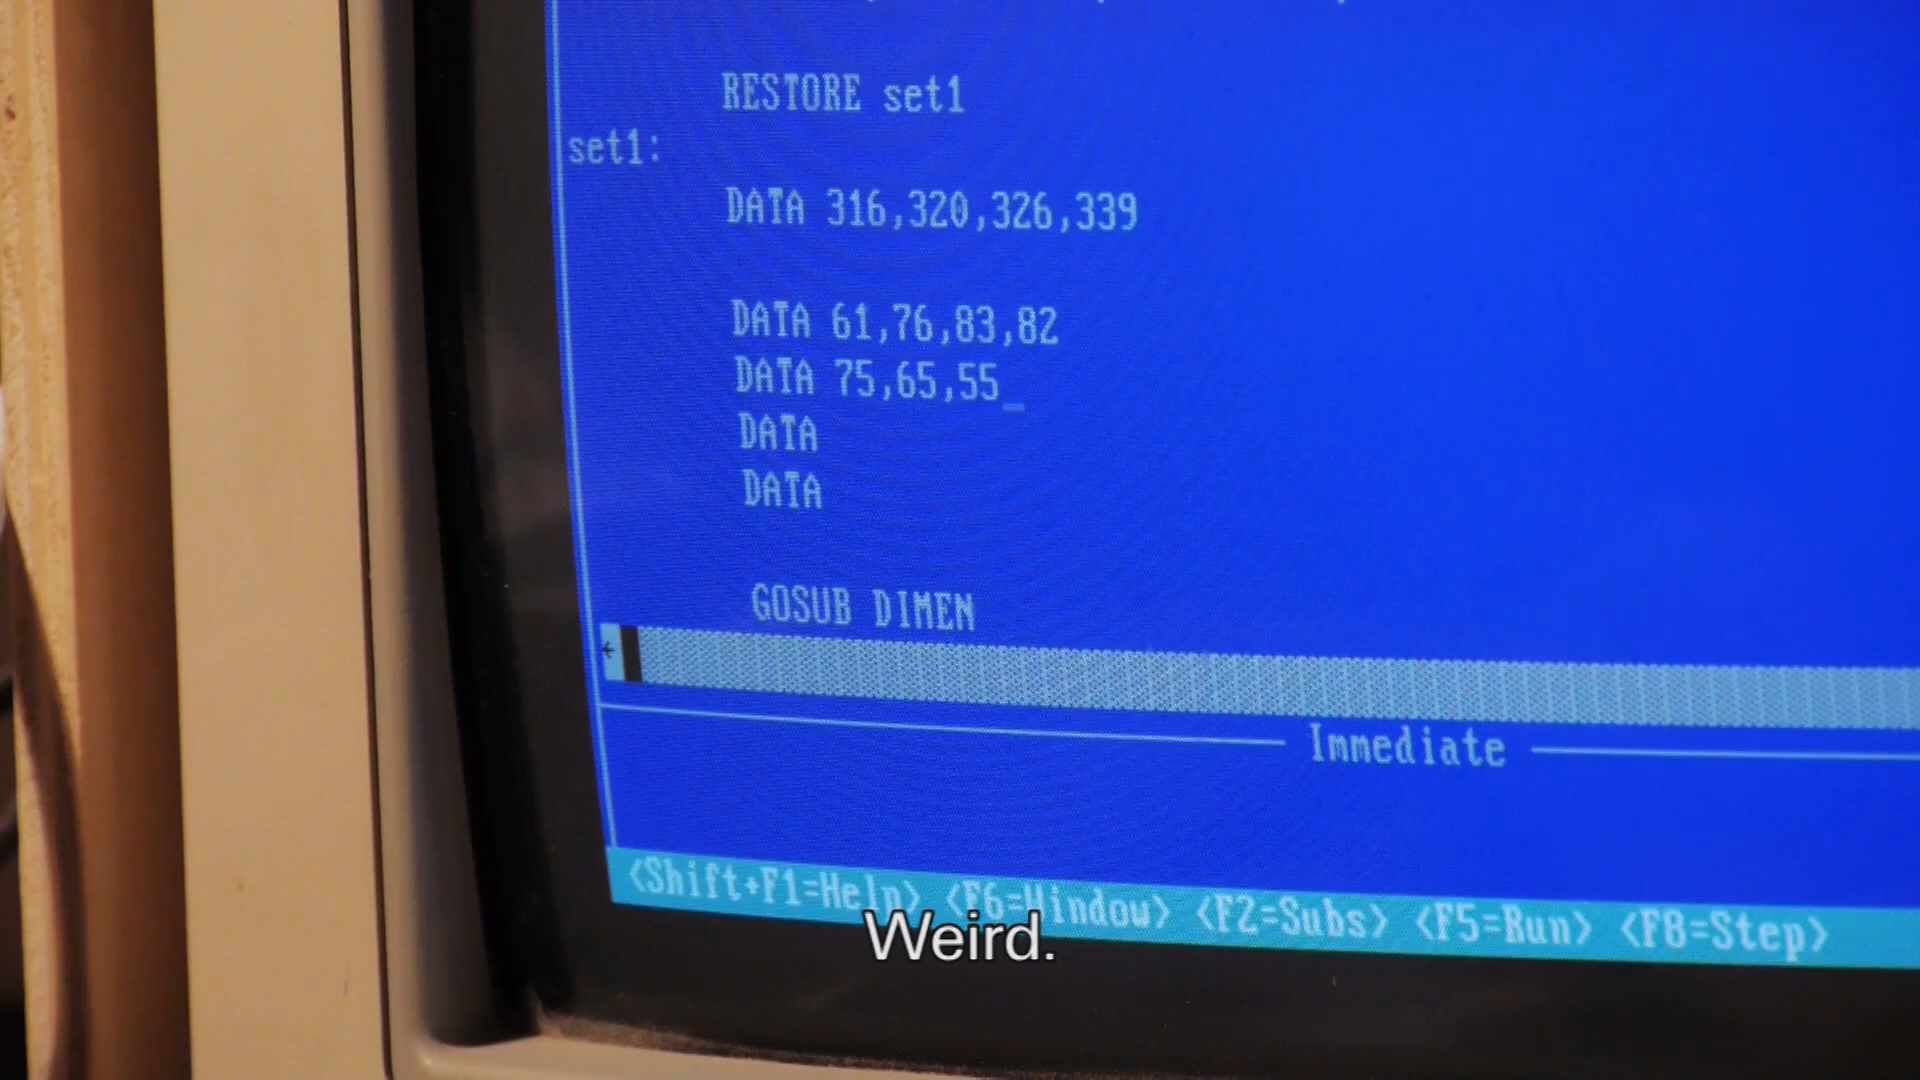 RESTORE set1
set1:
DATA 316,320,326,339
DATA 61,76,83,82
DATA 75,65,55_
DATA
DATA
GOSUB DIMEN
Immediate
<Shift+F1=Help> <F6=Window> <F2=Subs> <F5=Run> <F8=Step>
Weird.